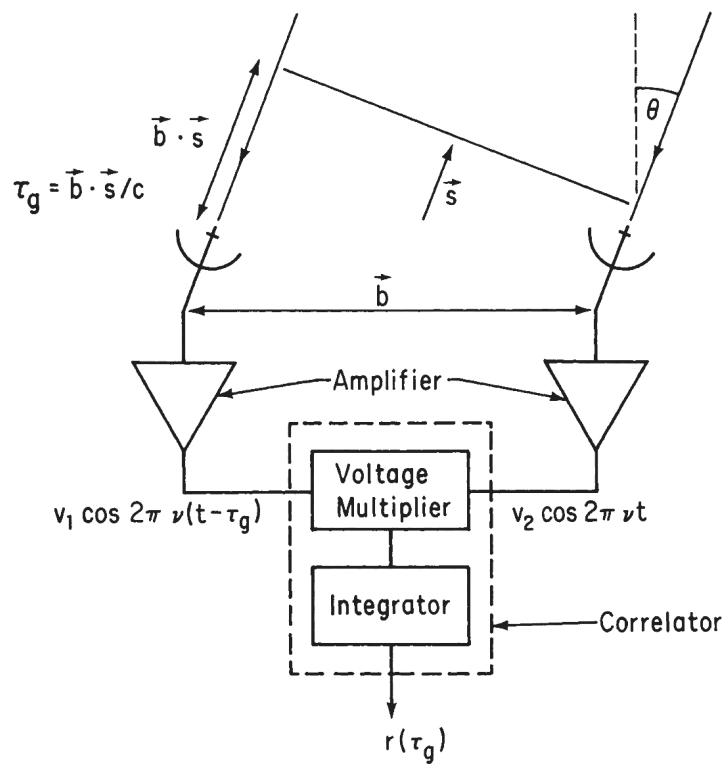 θ
b⃗ · s⃗
τg = b⃗ · s⃗/c
s⃗
b⃗
Amplifier
Voltage
Multiplier
v₁ cos 2π ν(t−τg)
v₂ cos 2π νt
Integrator
Correlator
r(τg)